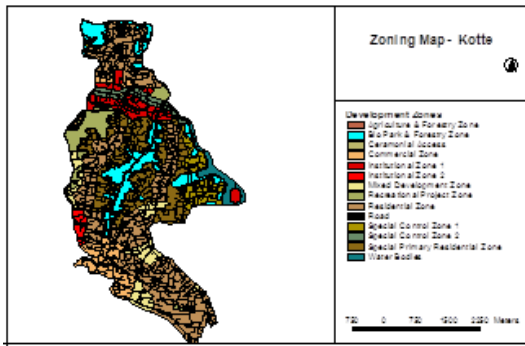 Zoning Map - Kotte
Development Zones
Agriculture & Forestry Zone
Bio Park & Forestry Zone
Ceramonial Access
Commercial Zone
Institutional Zone 1
Institutional Zone 2
Mixed Development Zone
Recreational Project Zone
Residential Zone
Road
Special Control Zone 1
Special Control Zone 2
Special Primary Residential Zone
Water Bodies
750 0 750 1500 2250 Meters